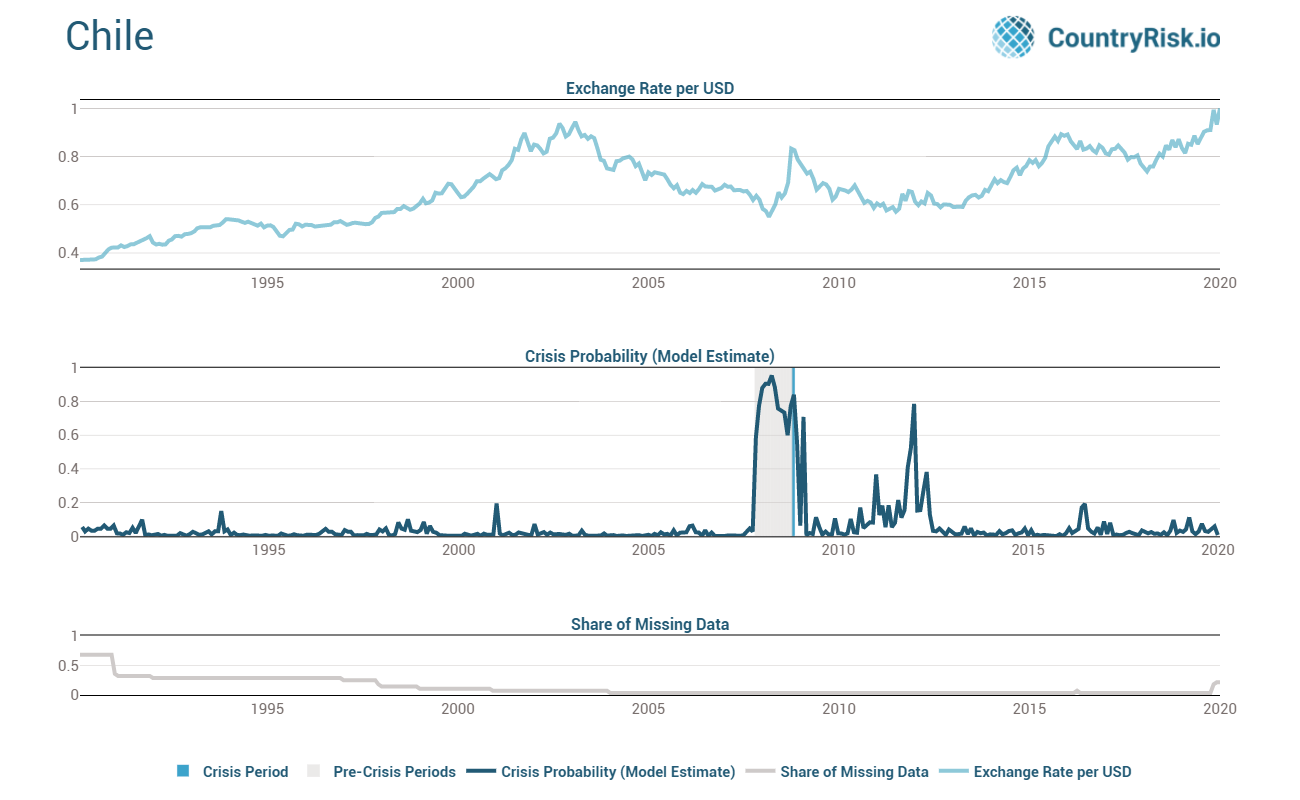 Chile
CountryRisk.io
Exchange Rate per USD
1
0.8
0.6
0.4
1995 2000 2005 2010 2015 2020
Crisis Probability (Model Estimate)
1
0.8
0.6
0.4
0.2
0
1995 2000 2005 2010 2015 2020
Share of Missing Data
1
0.5
0
1995 2000 2005 2010 2015 2020
Crisis Period Pre-Crisis Periods Crisis Probability (Model Estimate) Share of Missing Data Exchange Rate per USD